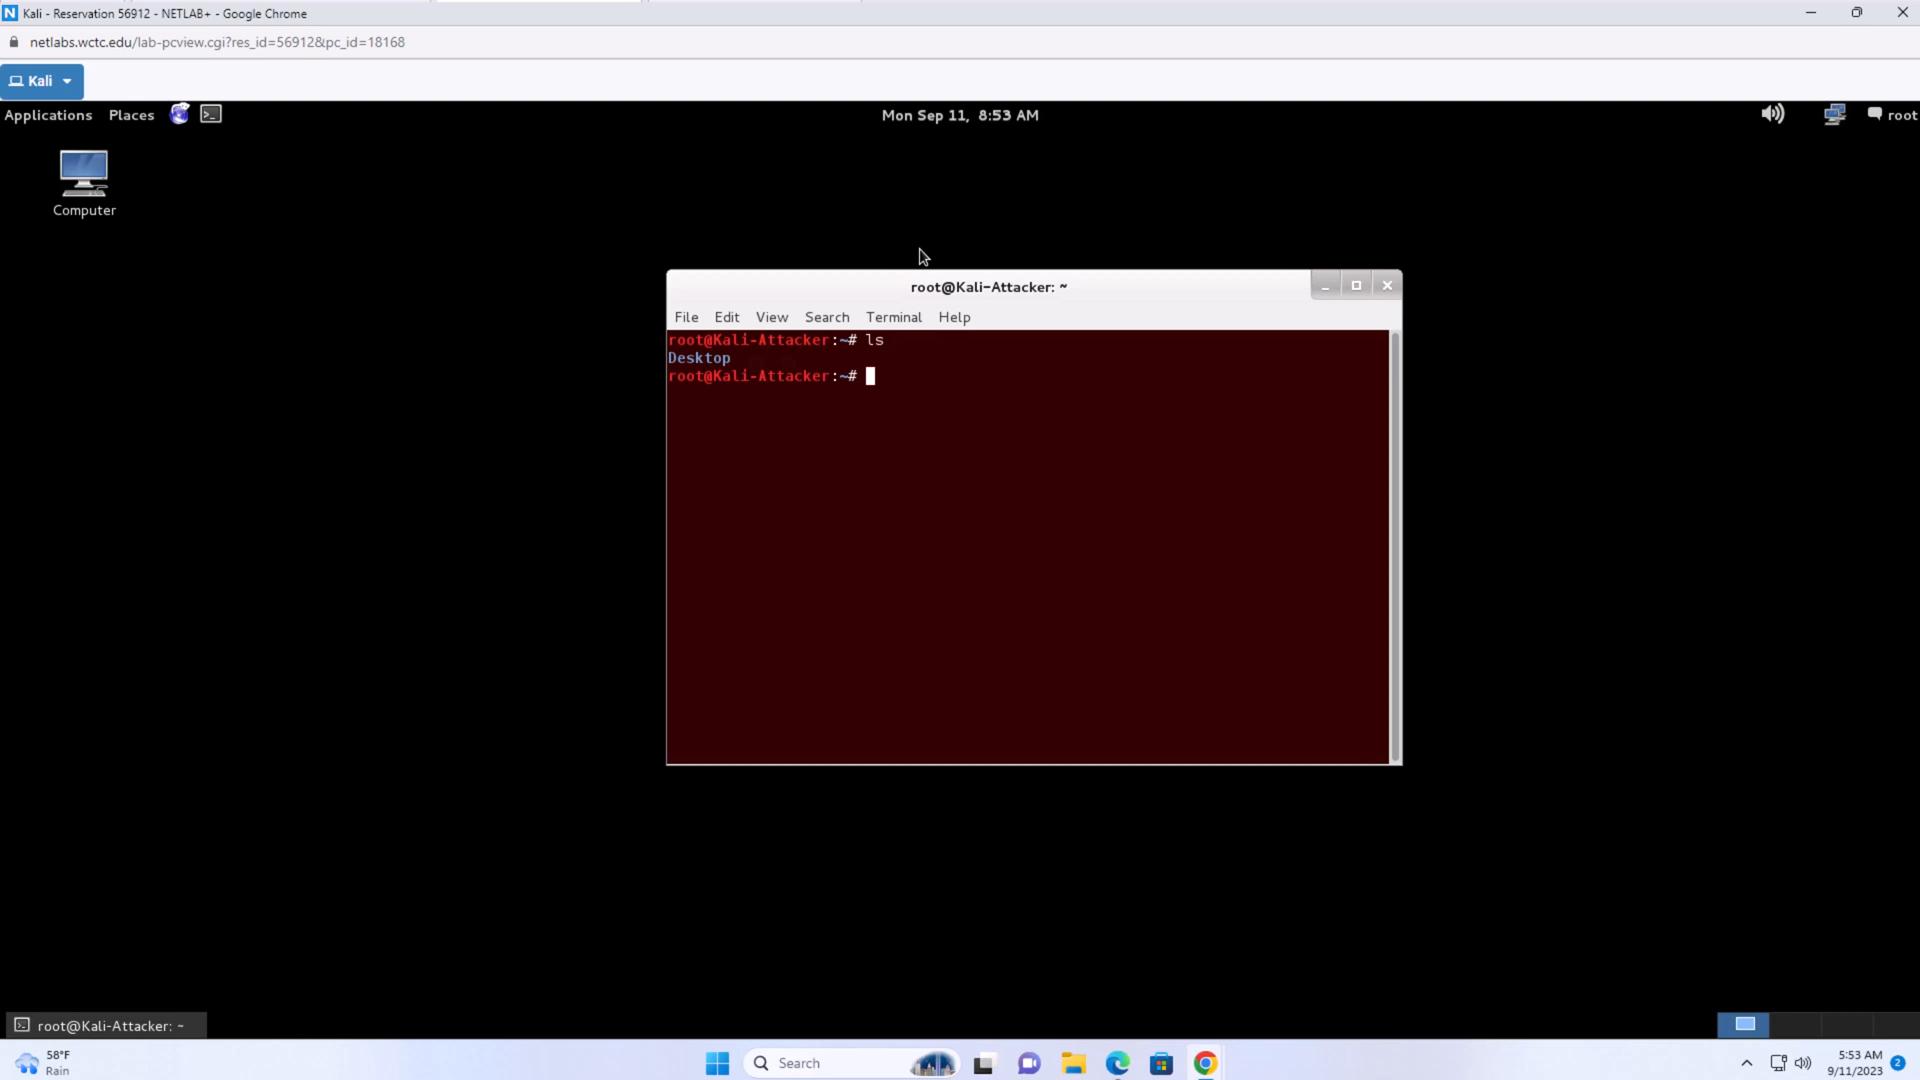 Kali - Reservation 56912 - NETLAB+ - Google Chrome
netlabs.wctc.edu/lab-pcview.cgi?res_id=56912&pc_id=18168
Kali
Applications Places Mon Sep 11, 8:53 AM root
Computer
root@Kali-Attacker: ~
File Edit View Search Terminal Help
root@Kali-Attacker:~# ls
Desktop
root@Kali-Attacker:~#
root@Kali-Attacker: ~
58°F
Rain
Search
5:53 AM
9/11/2023
2